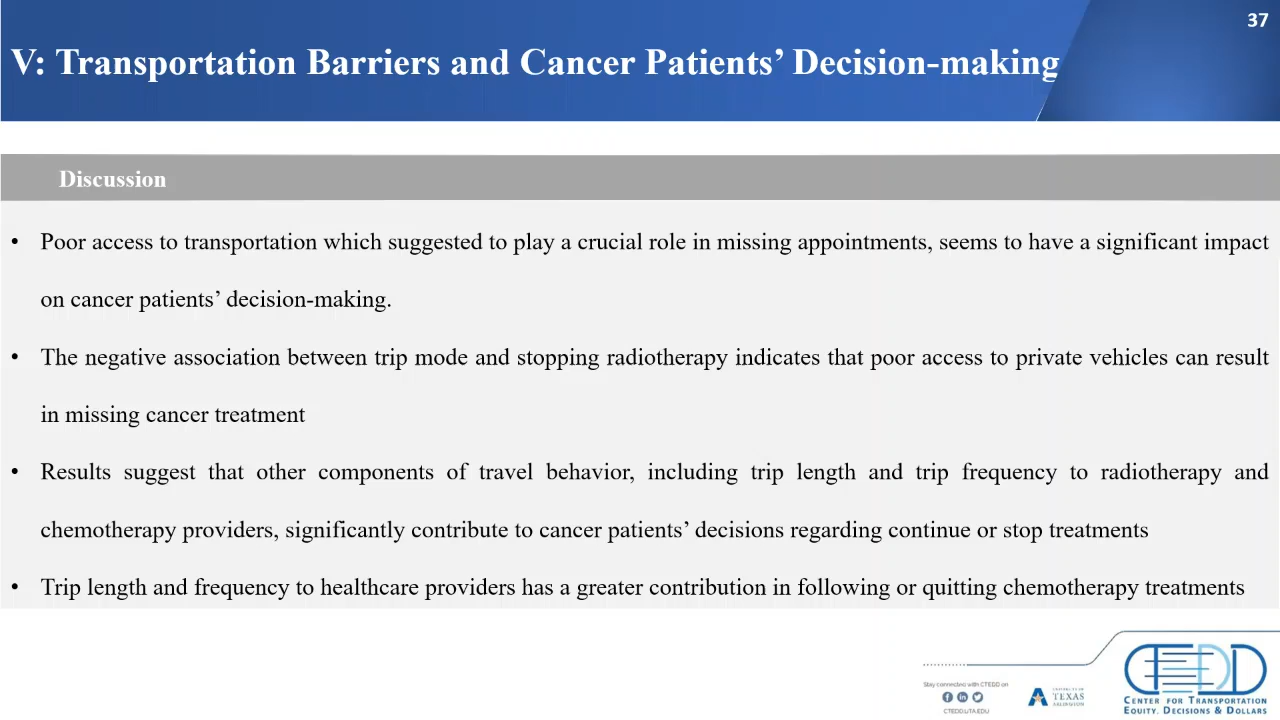 37
V: Transportation Barriers and Cancer Patients’ Decision-making
Discussion
• Poor access to transportation which suggested to play a crucial role in missing appointments, seems to have a significant impact
on cancer patients’ decision-making.
• The negative association between trip mode and stopping radiotherapy indicates that poor access to private vehicles can result
in missing cancer treatment
• Results suggest that other components of travel behavior, including trip length and trip frequency to radiotherapy and
chemotherapy providers, significantly contribute to cancer patients’ decisions regarding continue or stop treatments
• Trip length and frequency to healthcare providers has a greater contribution in following or quitting chemotherapy treatments
Stay connected with CTEDD on
CTEDD.UTA.EDU
UNIVERSITY OF
TEXAS
ARLINGTON
CTEDD
CENTER FOR TRANSPORTATION
EQUITY, DECISIONS & DOLLARS